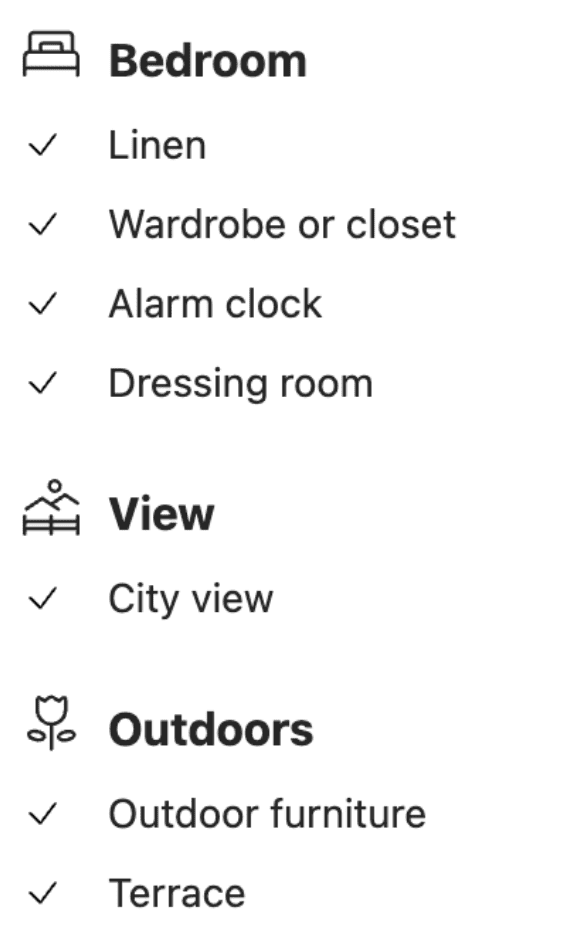 Bedroom
Linen
Wardrobe or closet
Alarm clock
Dressing room
View
City view
Outdoors
Outdoor furniture
Terrace